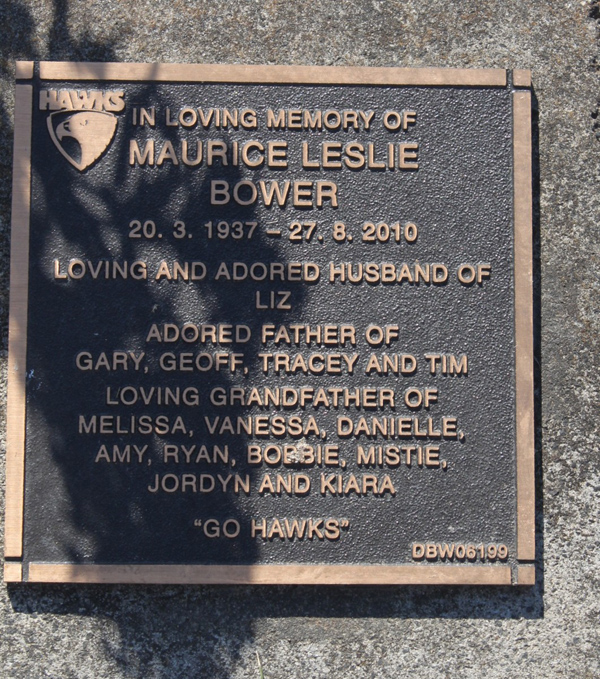 HAWKS
IN LOVING MEMORY OF
MAURICE LESLIE
BOWER
20. 3. 1937 – 27. 8. 2010
LOVING AND ADORED HUSBAND OF
LIZ
ADORED FATHER OF
GARY, GEOFF, TRACEY AND TIM
LOVING GRANDFATHER OF
MELISSA, VANESSA, DANIELLE,
AMY, RYAN, BOBBIE, MISTIE,
JORDYN AND KIARA
“GO HAWKS”
DBW06199